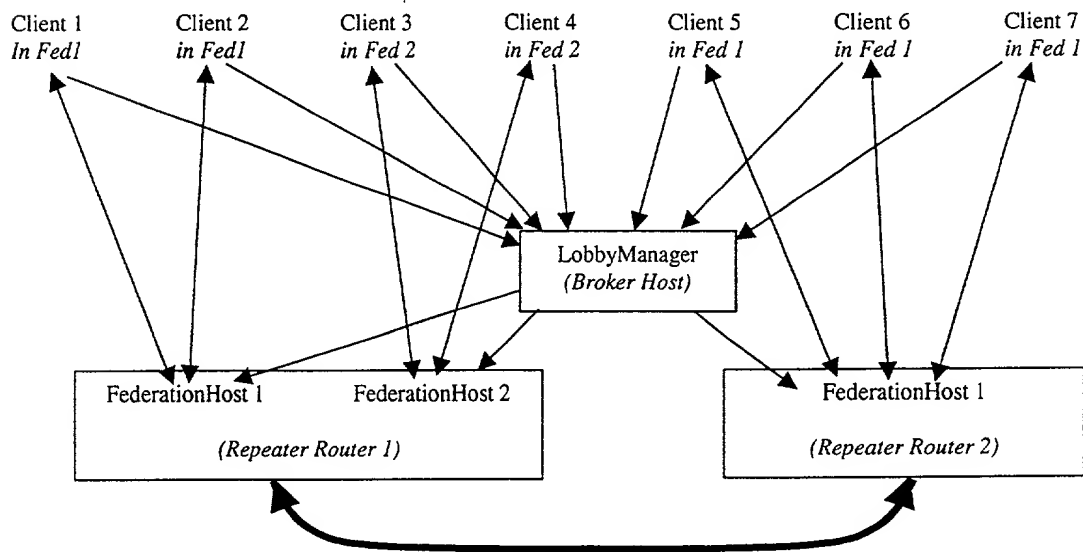 Client 1
In Fed1
Client 2
in Fed1
Client 3
in Fed 2
Client 4
in Fed 2
Client 5
in Fed 1
Client 6
in Fed 1
Client 7
in Fed 1
LobbyManager
(Broker Host)
FederationHost 1
FederationHost 2
(Repeater Router 1)
FederationHost 1
(Repeater Router 2)